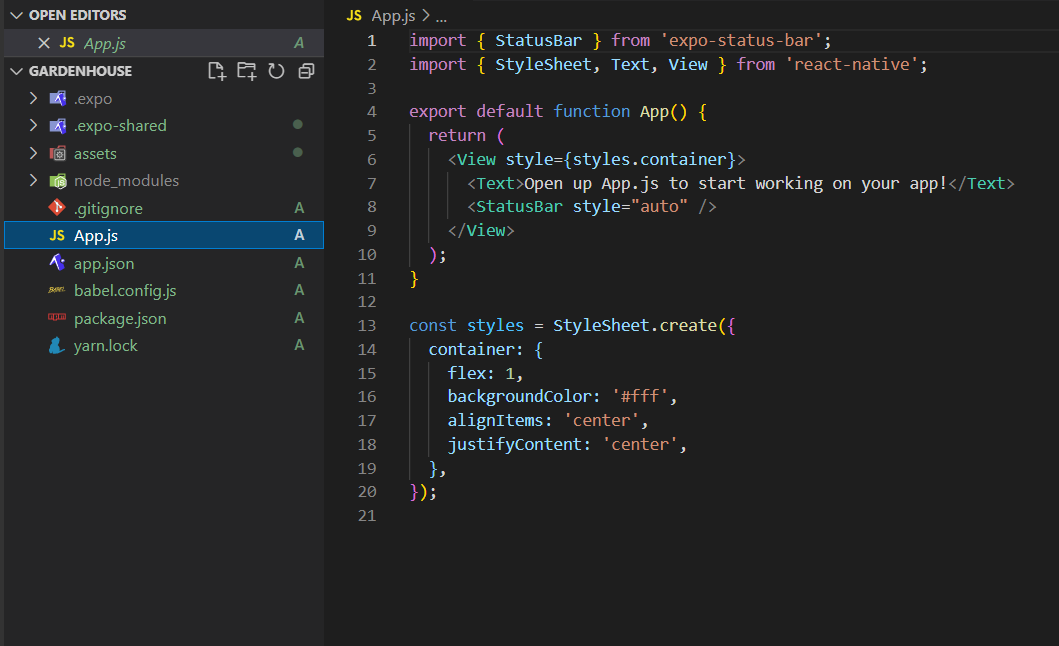 OPEN EDITORS
JS App.js A
GARDENHOUSE
.expo
.expo-shared
assets
node_modules
.gitignore A
JS App.js A
app.json A
BABEL babel.config.js A
npm package.json A
yarn.lock A
JS App.js > ...
1 import { StatusBar } from 'expo-status-bar';
2 import { StyleSheet, Text, View } from 'react-native';
3
4 export default function App() {
5   return (
6     <View style={styles.container}>
7       <Text>Open up App.js to start working on your app!</Text>
8       <StatusBar style="auto" />
9     </View>
10   );
11 }
12
13 const styles = StyleSheet.create({
14   container: {
15     flex: 1,
16     backgroundColor: '#fff',
17     alignItems: 'center',
18     justifyContent: 'center',
19   },
20 });
21